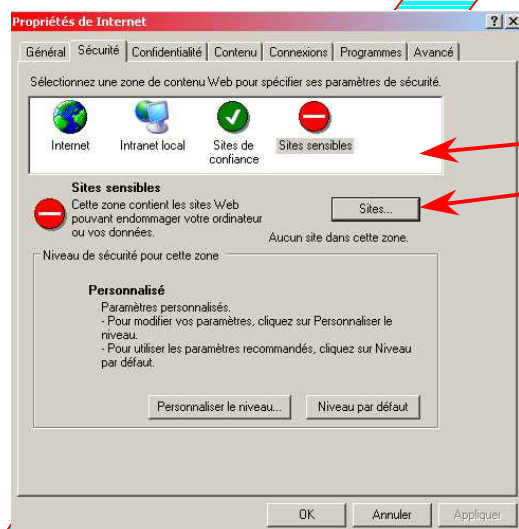 Propriétés de Internet
Général Sécurité Confidentialité Contenu Connexions Programmes Avancé
Sélectionnez une zone de contenu Web pour spécifier ses paramètres de sécurité.
Internet Intranet local Sites de confiance Sites sensibles
Sites sensibles
Cette zone contient les sites Web
pouvant endommager votre ordinateur
ou vos données.
Sites...
Aucun site dans cette zone.
Niveau de sécurité pour cette zone
Personnalisé
Paramètres personnalisés.
- Pour modifier vos paramètres, cliquez sur Personnaliser le
niveau.
- Pour utiliser les paramètres recommandés, cliquez sur Niveau
par défaut.
Personnaliser le niveau... Niveau par défaut
OK Annuler Appliquer